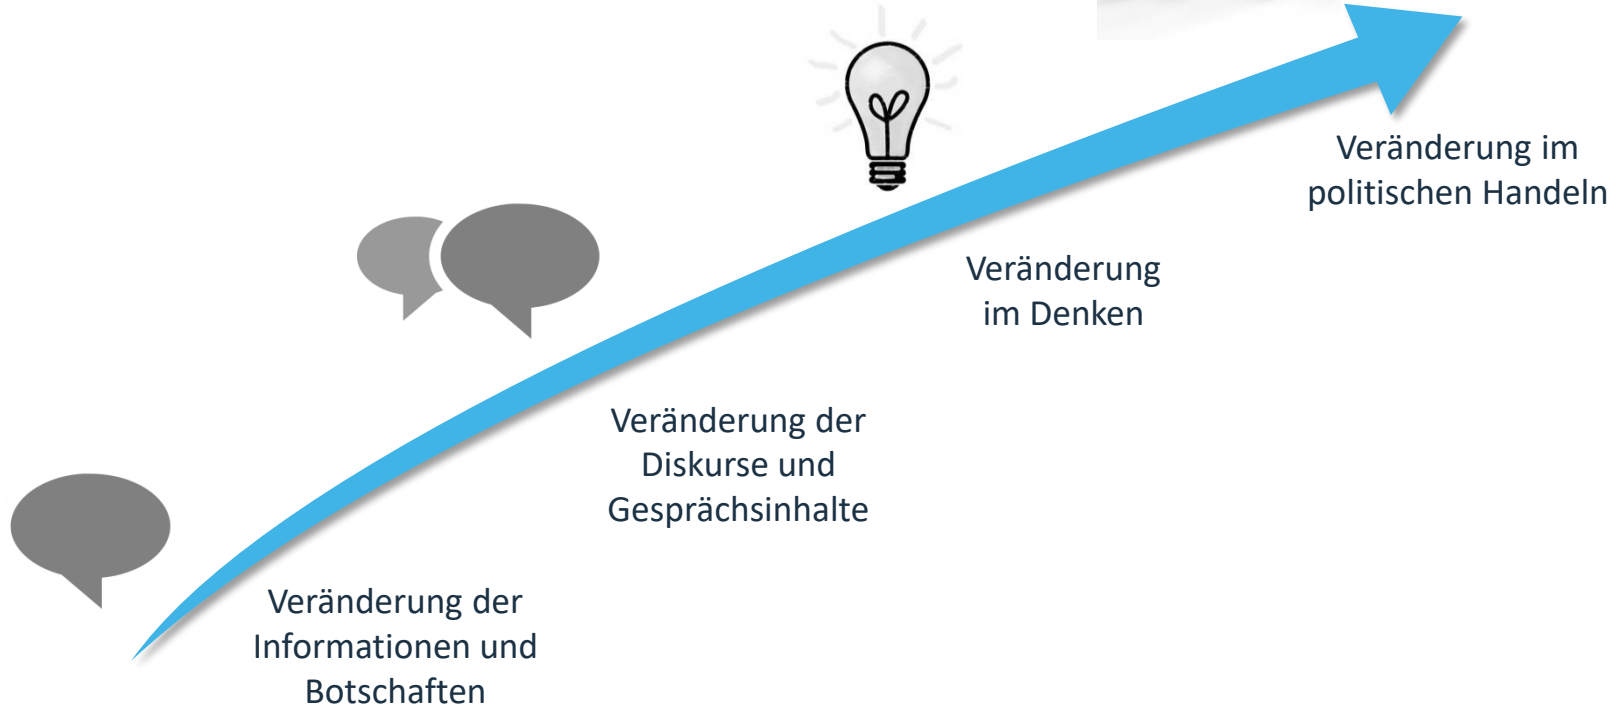 Veränderung der
Informationen und
Botschaften
Veränderung der
Diskurse und
Gesprächsinhalte
Veränderung
im Denken
Veränderung im
politischen Handeln